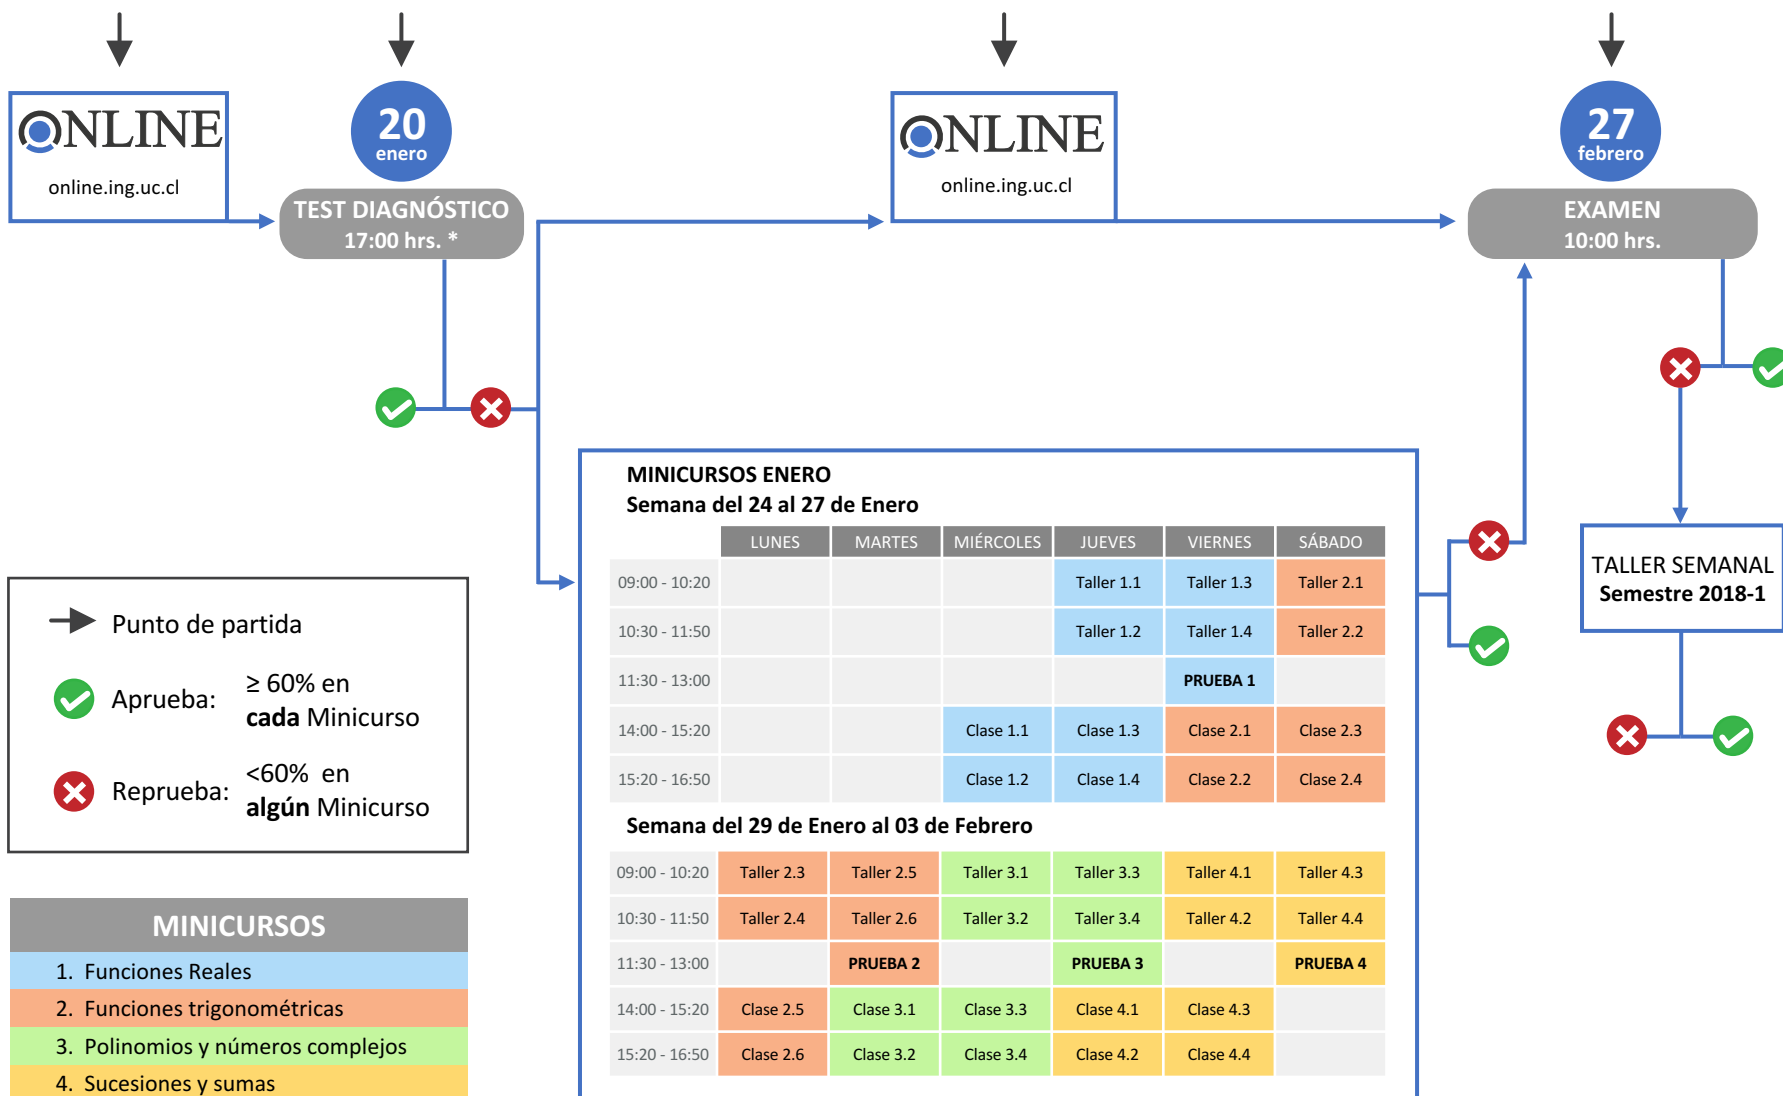 ONLINE
online.ing.uc.cl
20
enero
TEST DIAGNÓSTICO
17:00 hrs. *
ONLINE
online.ing.uc.cl
27
febrero
EXAMEN
10:00 hrs.
MINICURSOS ENERO
Semana del 24 al 27 de Enero
LUNES MARTES MIÉRCOLES JUEVES VIERNES SÁBADO
09:00 - 10:20 Taller 1.1 Taller 1.3 Taller 2.1
10:30 - 11:50 Taller 1.2 Taller 1.4 Taller 2.2
11:30 - 13:00 PRUEBA 1
14:00 - 15:20 Clase 1.1 Clase 1.3 Clase 2.1 Clase 2.3
15:20 - 16:50 Clase 1.2 Clase 1.4 Clase 2.2 Clase 2.4
Semana del 29 de Enero al 03 de Febrero
09:00 - 10:20 Taller 2.3 Taller 2.5 Taller 3.1 Taller 3.3 Taller 4.1 Taller 4.3
10:30 - 11:50 Taller 2.4 Taller 2.6 Taller 3.2 Taller 3.4 Taller 4.2 Taller 4.4
11:30 - 13:00 PRUEBA 2 PRUEBA 3 PRUEBA 4
14:00 - 15:20 Clase 2.5 Clase 3.1 Clase 3.3 Clase 4.1 Clase 4.3
15:20 - 16:50 Clase 2.6 Clase 3.2 Clase 3.4 Clase 4.2 Clase 4.4
TALLER SEMANAL
Semestre 2018-1
Punto de partida
Aprueba: ≥ 60% en
cada Minicurso
Reprueba: <60% en
algún Minicurso
MINICURSOS
1. Funciones Reales
2. Funciones trigonométricas
3. Polinomios y números complejos
4. Sucesiones y sumas